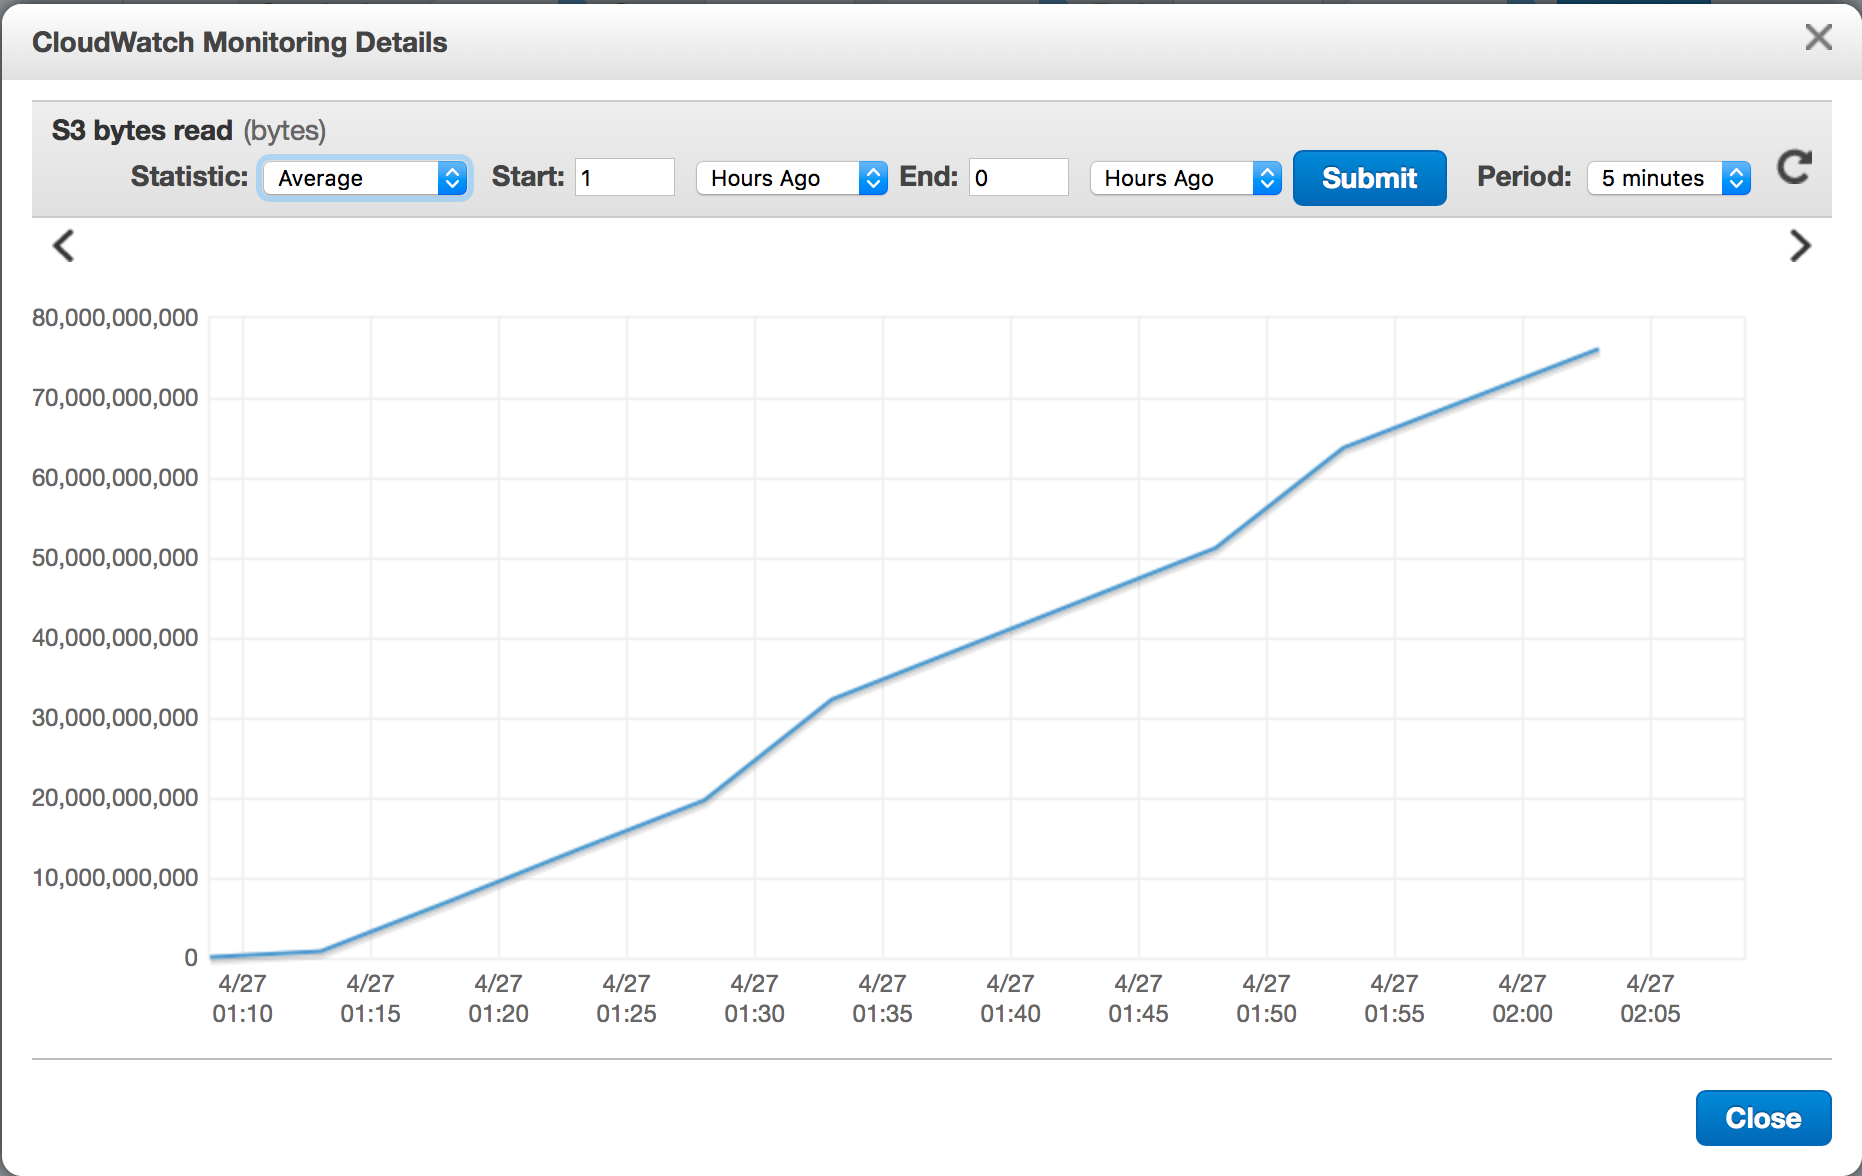 CloudWatch Monitoring Details
S3 bytes read (bytes)
Statistic: Average Start: 1 Hours Ago End: 0 Hours Ago Submit Period: 5 minutes
80,000,000,000
70,000,000,000
60,000,000,000
50,000,000,000
40,000,000,000
30,000,000,000
20,000,000,000
10,000,000,000
0
4/27 4/27 4/27 4/27 4/27 4/27 4/27 4/27 4/27 4/27 4/27 4/27
01:10 01:15 01:20 01:25 01:30 01:35 01:40 01:45 01:50 01:55 02:00 02:05
Close